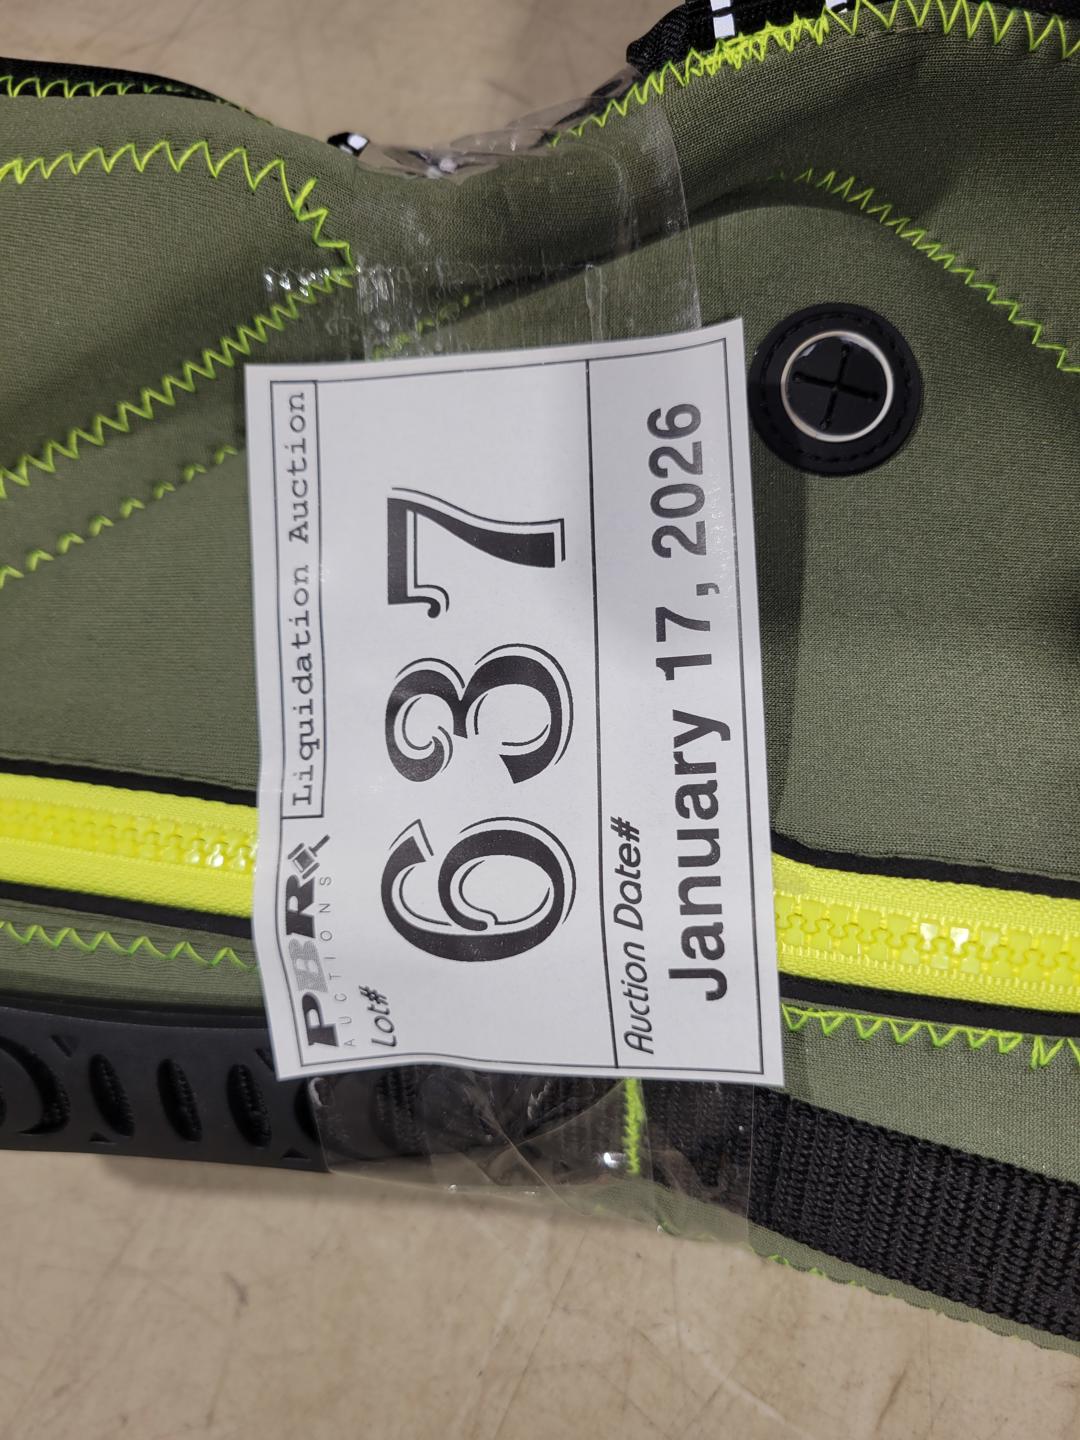 PBR
AUCTIONS
Liquidation Auction
Lot#
637
Auction Date#
January 17, 2026